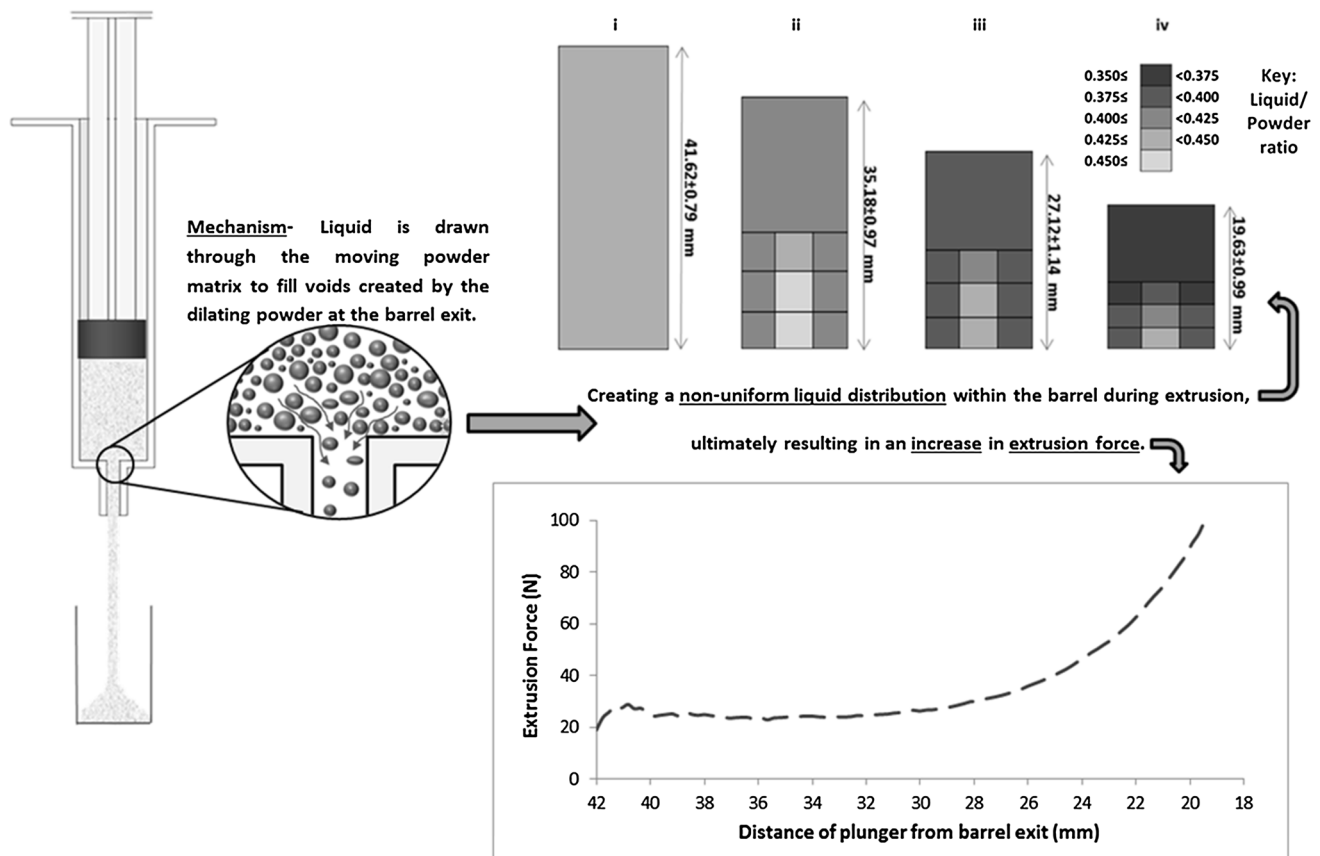 i
ii
iii
iv
41.62±0.79 mm
35.18±0.97 mm
27.12±1.14 mm
19.63±0.99 mm
0.350≤ <0.375
0.375≤ <0.400
0.400≤ <0.425
0.425≤ <0.450
0.450≤
Key:
Liquid/
Powder
ratio
Mechanism- Liquid is drawn
through the moving powder
matrix to fill voids created by the
dilating powder at the barrel exit.
Creating a non-uniform liquid distribution within the barrel during extrusion,
ultimately resulting in an increase in extrusion force.
Extrusion Force (N)
100
80
60
40
20
0
42 40 38 36 34 32 30 28 26 24 22 20 18
Distance of plunger from barrel exit (mm)